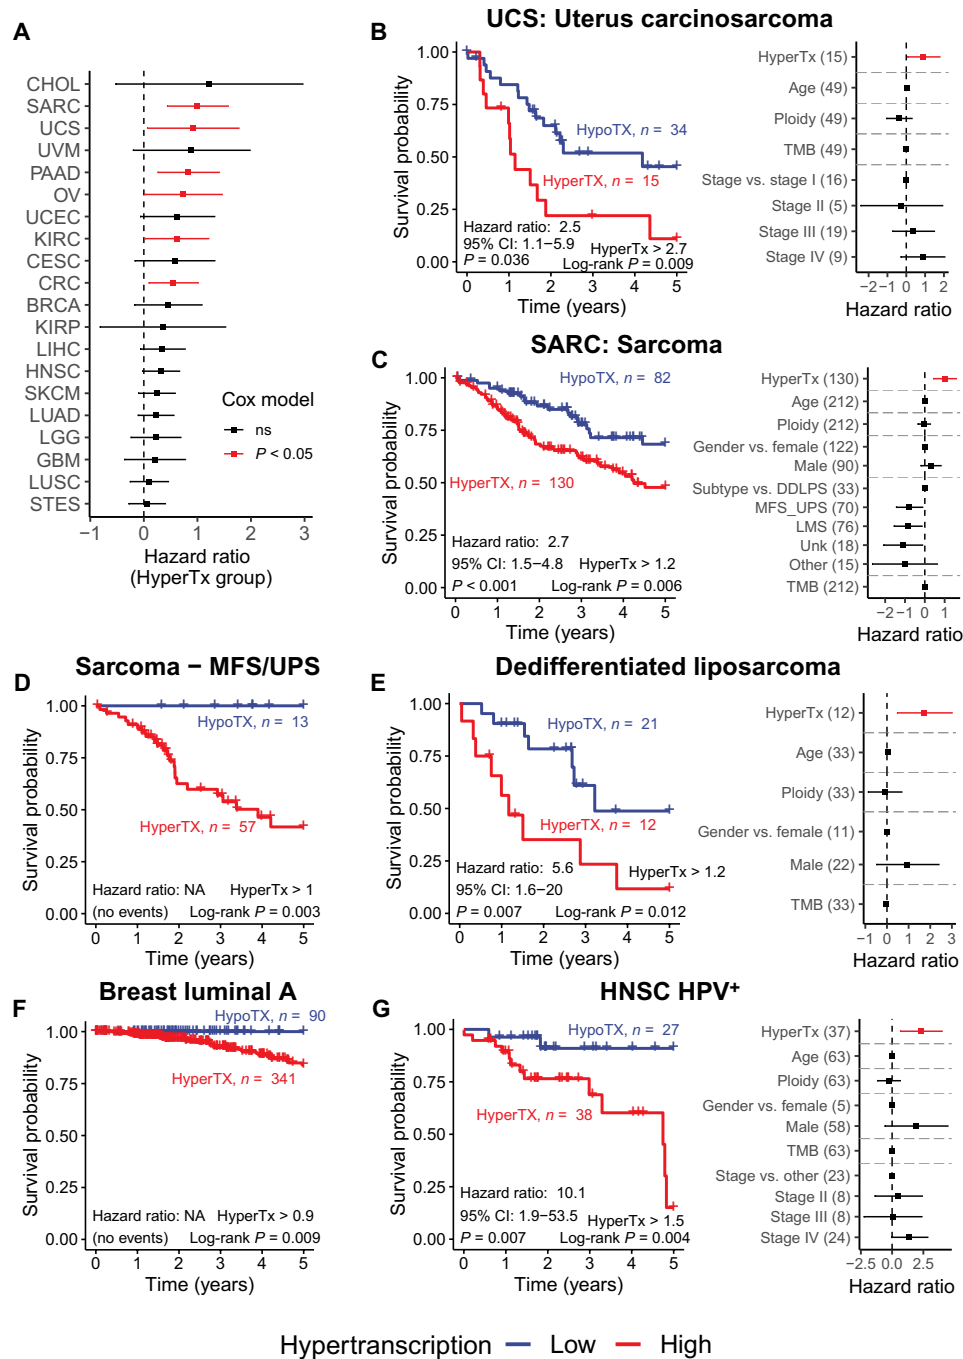 A
CHOL
SARC
UCS
UVM
PAAD
OV
UCEC
KIRC
CESC
CRC
BRCA
KIRP
LIHC
HNSC
SKCM
LUAD
LGG
GBM
LUSC
STES
Cox model
ns
P < 0.05
−1 0 1 2 3
Hazard ratio
(HyperTx group)
B
UCS: Uterus carcinosarcoma
Survival probability
1.00
0.75
0.50
0.25
0.00
HypoTX, n = 34
HyperTX, n = 15
Hazard ratio: 2.5
95% CI: 1.1–5.9
P = 0.036
HyperTx > 2.7
Log-rank P = 0.009
0 1 2 3 4 5
Time (years)
HyperTx (15)
Age (49)
Ploidy (49)
TMB (49)
Stage vs. stage I (16)
Stage II (5)
Stage III (19)
Stage IV (9)
−2 −1 0 1 2
Hazard ratio
C
SARC: Sarcoma
Survival probability
1.00
0.75
0.50
0.25
0.00
HypoTX, n = 82
HyperTX, n = 130
Hazard ratio: 2.7
95% CI: 1.5–4.8 HyperTx > 1.2
P < 0.001 Log-rank P = 0.006
0 1 2 3 4 5
Time (years)
HyperTx (130)
Age (212)
Ploidy (212)
Gender vs. female (122)
Male (90)
Subtype vs. DDLPS (33)
MFS_UPS (70)
LMS (76)
Unk (18)
Other (15)
TMB (212)
−2 −1 0 1
Hazard ratio
D
Sarcoma − MFS/UPS
Survival probability
1.00
0.75
0.50
0.25
0.00
HypoTX, n = 13
HyperTX, n = 57
Hazard ratio: NA HyperTx > 1
(no events) Log-rank P = 0.003
0 1 2 3 4 5
Time (years)
E
Dedifferentiated liposarcoma
Survival probability
1.00
0.75
0.50
0.25
0.00
HypoTX, n = 21
HyperTX, n = 12
Hazard ratio: 5.6 HyperTx > 1.2
95% CI: 1.6–20
P = 0.007 Log-rank P = 0.012
0 1 2 3 4 5
Time (years)
HyperTx (12)
Age (33)
Ploidy (33)
Gender vs. female (11)
Male (22)
TMB (33)
−1 0 1 2 3
Hazard ratio
F
Breast luminal A
Survival probability
1.00
0.75
0.50
0.25
0.00
HypoTX, n = 90
HyperTX, n = 341
Hazard ratio: NA HyperTx > 0.9
(no events) Log-rank P = 0.009
0 1 2 3 4 5
Time (years)
G
HNSC HPV+
Survival probability
1.00
0.75
0.50
0.25
0.00
HypoTX, n = 27
HyperTX, n = 38
Hazard ratio: 10.1
95% CI: 1.9–53.5
P = 0.007
HyperTx > 1.5
Log-rank P = 0.004
0 1 2 3 4 5
Time (years)
HyperTx (37)
Age (63)
Ploidy (63)
Gender vs. female (5)
Male (58)
TMB (63)
Stage vs. other (23)
Stage II (8)
Stage III (8)
Stage IV (24)
−2.5 0.0 2.5
Hazard ratio
Hypertranscription Low High